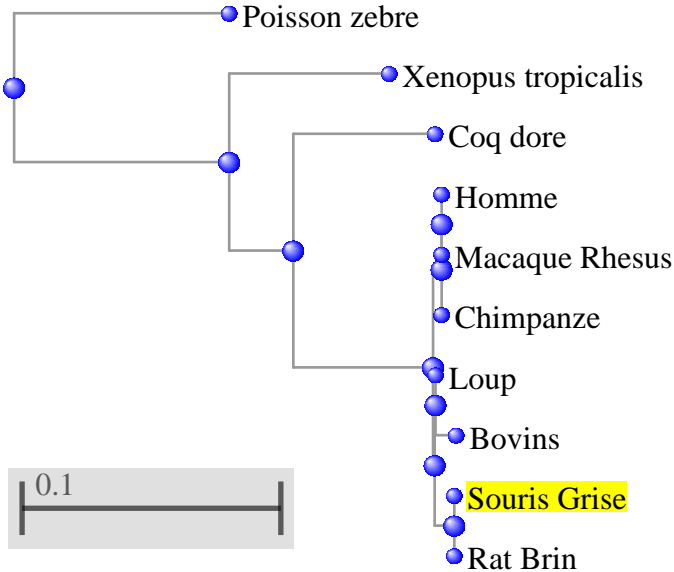 Poisson zebre
Xenopus tropicalis
Coq dore
Homme
Macaque Rhesus
Chimpanze
Loup
Bovins
0.1
Souris Grise
Rat Brin